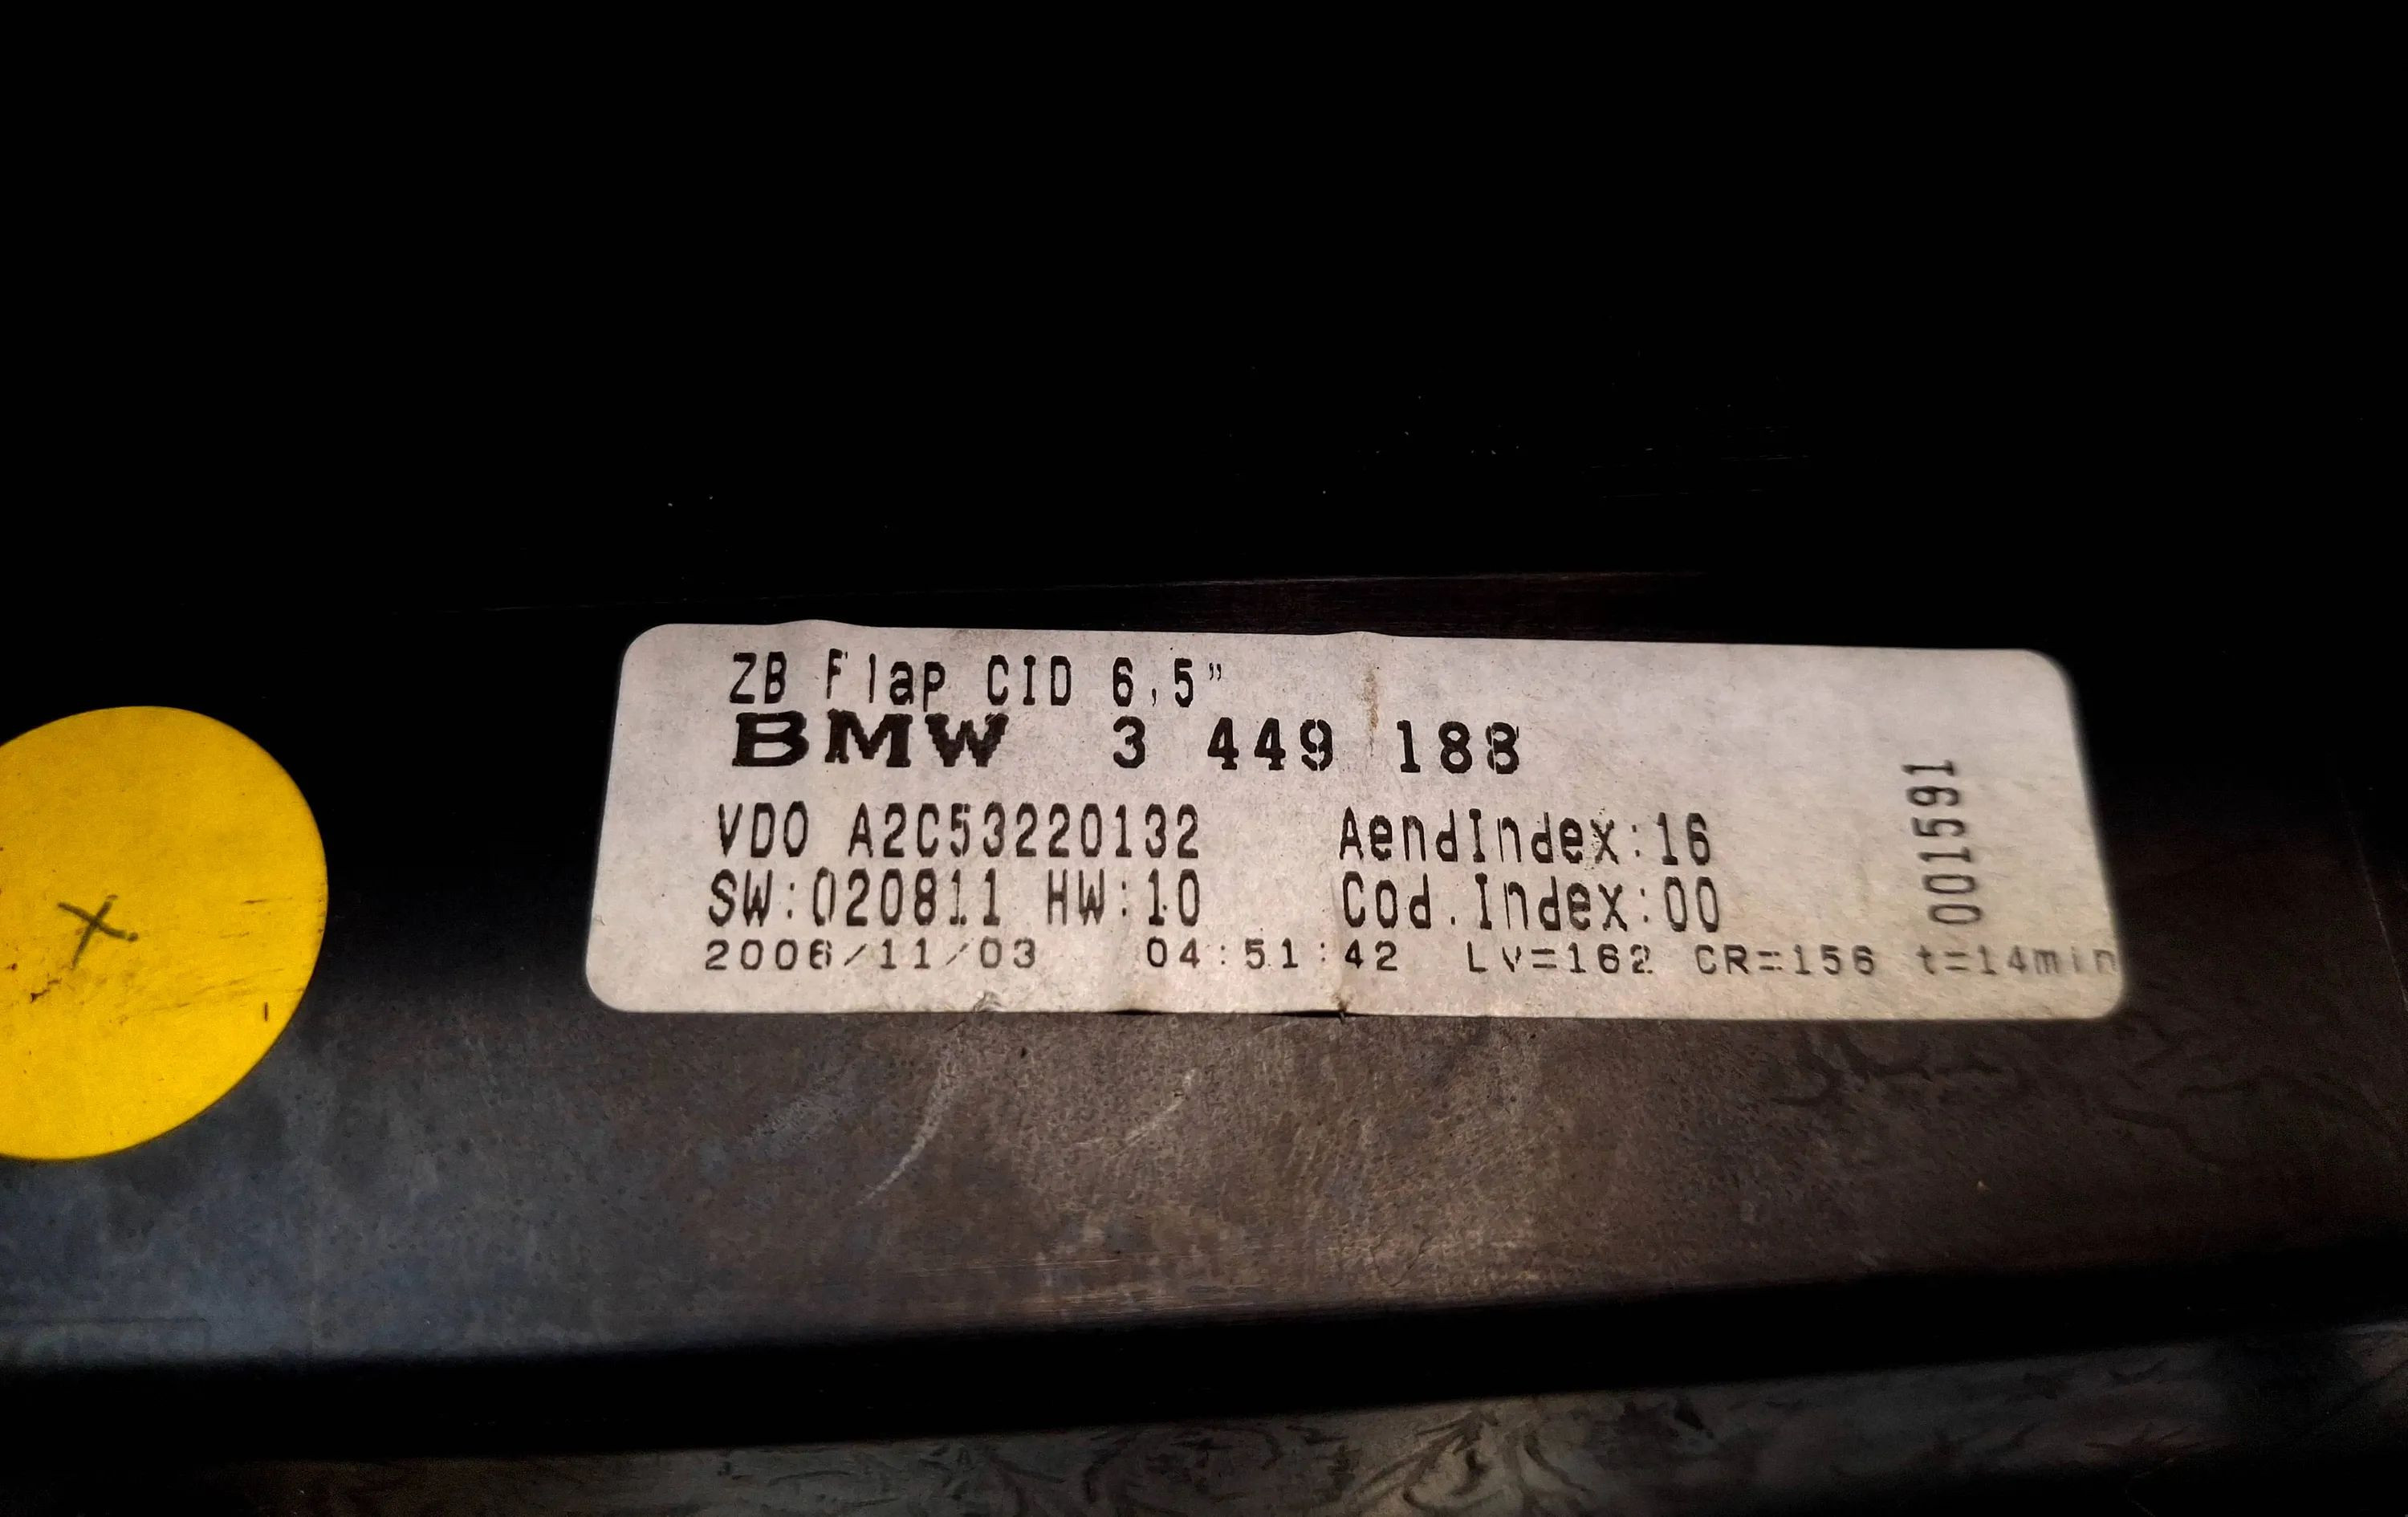 ZB Flap CID 6,5"
BMW 3 449 188
VDO A2C53220132 AendIndex:16
SW:020811 HW:10 Cod.Index:00
2006/11/03 04:51:42 LV=162 CR=156 t=14min
001591
X